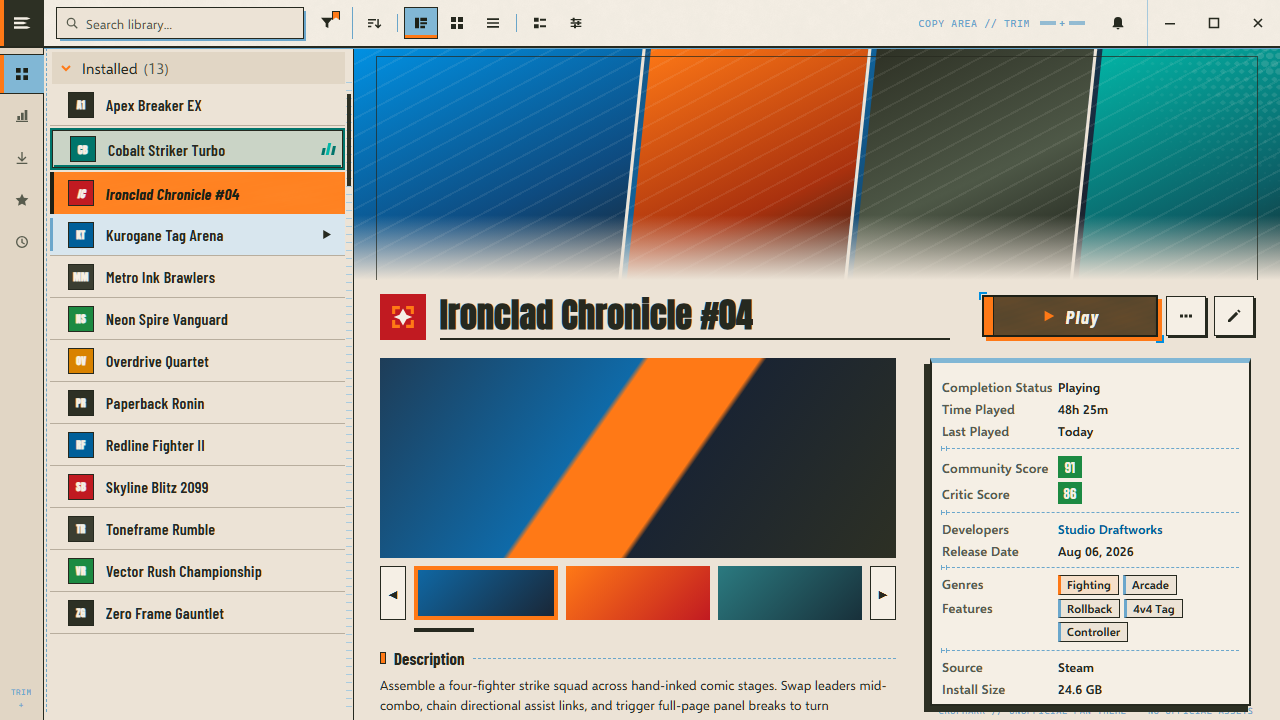 Search library...
COPY AREA // TRIM
Installed (13)
Apex Breaker EX
Cobalt Striker Turbo
Ironclad Chronicle #04
Kurogane Tag Arena
Metro Ink Brawlers
Neon Spire Vanguard
Overdrive Quartet
Paperback Ronin
Redline Fighter II
Skyline Blitz 2099
Toneframe Rumble
Vector Rush Championship
Zero Frame Gauntlet
TRIM
Ironclad Chronicle #04
Play
Description
Assemble a four-fighter strike squad across hand-inked comic stages. Swap leaders mid-
combo, chain directional assist links, and trigger full-page panel breaks to turn
Completion Status Playing
Time Played 48h 25m
Last Played Today
Community Score 91
Critic Score 86
Developers Studio Draftworks
Release Date Aug 06, 2026
Genres Fighting Arcade
Features Rollback 4v4 Tag
Controller
Source Steam
Install Size 24.6 GB